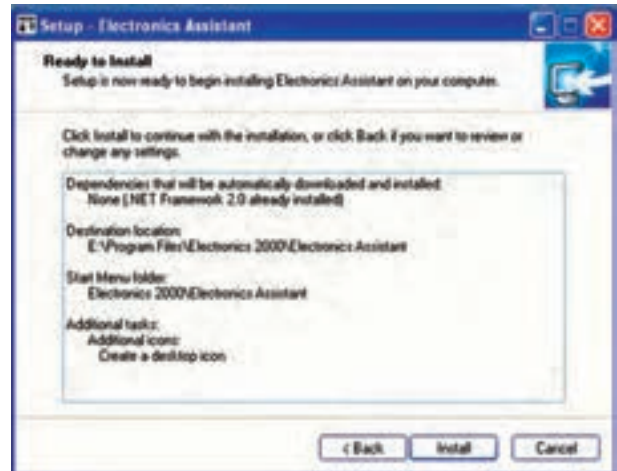 Setup - Electronics Assistant
Ready to Install
Setup is now ready to begin installing Electronics Assistant on your computer.
Click Install to continue with the installation, or click Back if you want to review or
change any settings.
Dependencies that will be automatically downloaded and installed:
None (.NET Framework 2.0 already installed)
Destination location:
E:\Program Files\Electronics 2000\Electronics Assistant
Start Menu folder:
Electronics 2000\Electronics Assistant
Additional tasks:
Additional icons:
Create a desktop icon
< Back
Install
Cancel